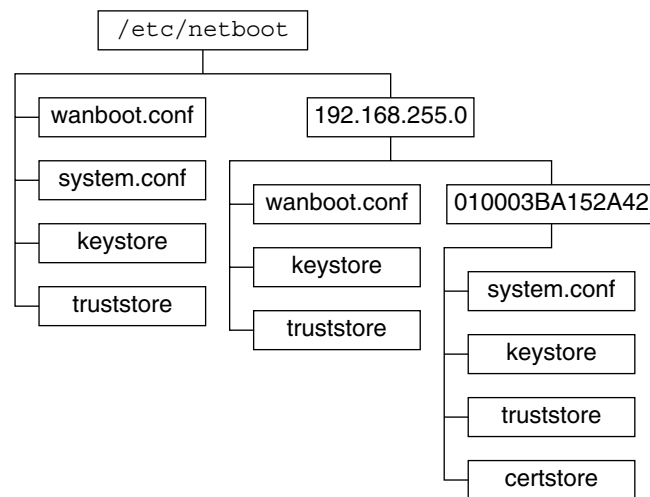 /etc/netboot
wanboot.conf
system.conf
keystore
truststore
192.168.255.0
wanboot.conf
keystore
truststore
010003BA152A42
system.conf
keystore
truststore
certstore